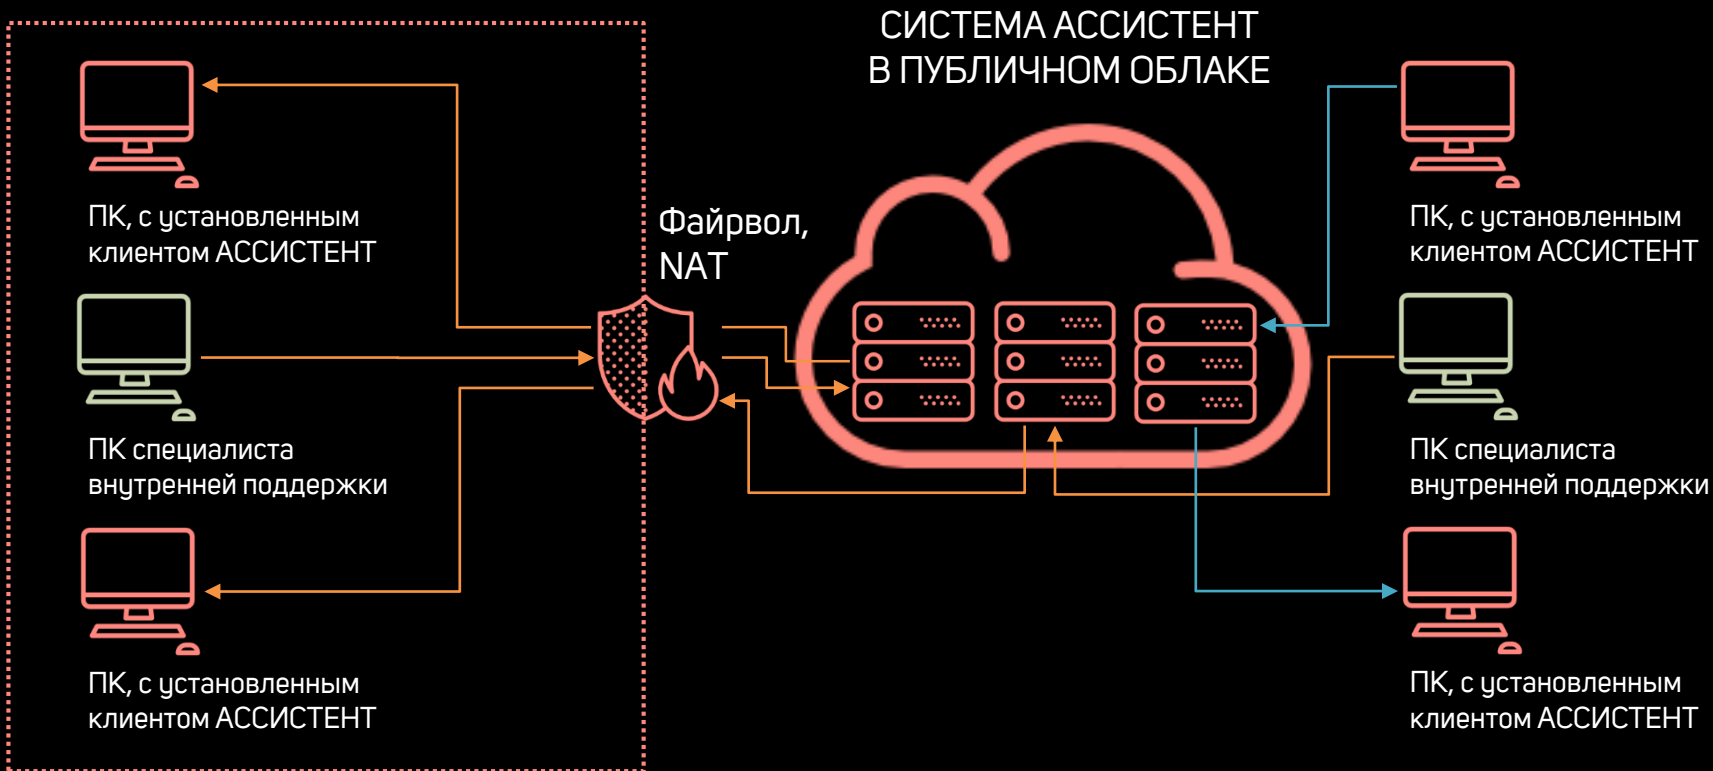 СИСТЕМА АССИСТЕНТ
В ПУБЛИЧНОМ ОБЛАКЕ
ПК, с установленным
клиентом АССИСТЕНТ
ПК специалиста
внутренней поддержки
ПК, с установленным
клиентом АССИСТЕНТ
Файрвол,
NAT
ПК, с установленным
клиентом АССИСТЕНТ
ПК специалиста
внутренней поддержки
ПК, с установленным
клиентом АССИСТЕНТ